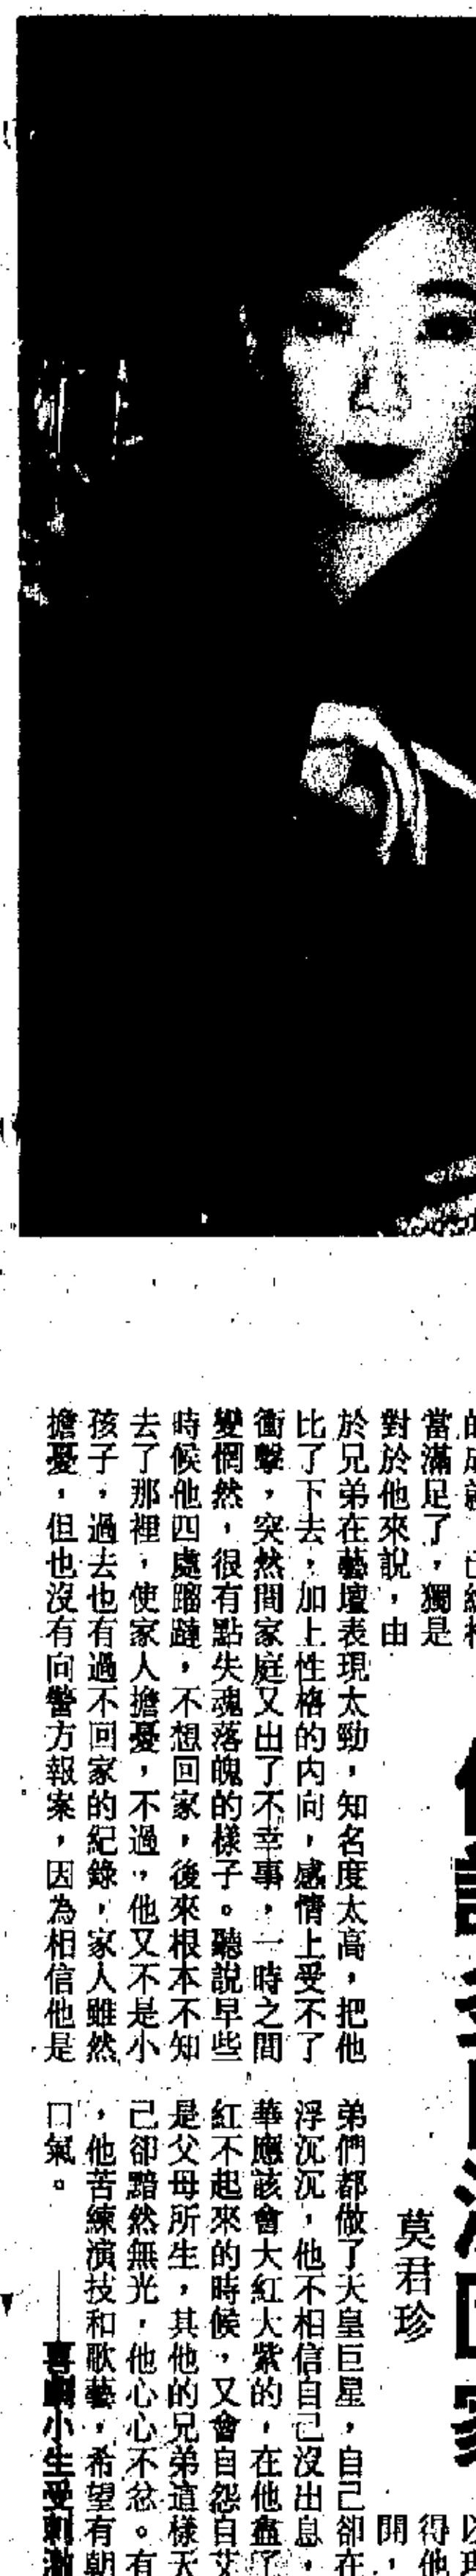 當滿足了，獨是
對於他來說，由
於兄弟在藝壇表現太勁，知名度太高，把他
比了下去，加上性格的內向，感情上受不了
衝擊，突然間家庭又出了不幸事，一時之間
變惘然，很有點失魂落魄的樣子。聽說早些
時候他四處蹓躂，不想回家，後來根本不知
去了那裡，使家人擔憂，不過，他又不是小
孩子，過去也有過不回家的紀錄，家人雖然
擔憂，但也沒有向警方報案，因為相信他是
莫君珍
得他
開，
弟們都做了天皇巨星，自己卻在
浮沉沉，他不相信自己沒出息，
華應該會大紅大紫的，在他盡了
紅不起來的時候，又會自怨自艾
是父母所生，其他的兄弟這樣天
己卻黯然無光，他心心不忿。有
，他苦練演技和歌藝，希望有朝
口氣。——喜劇小生受刺激